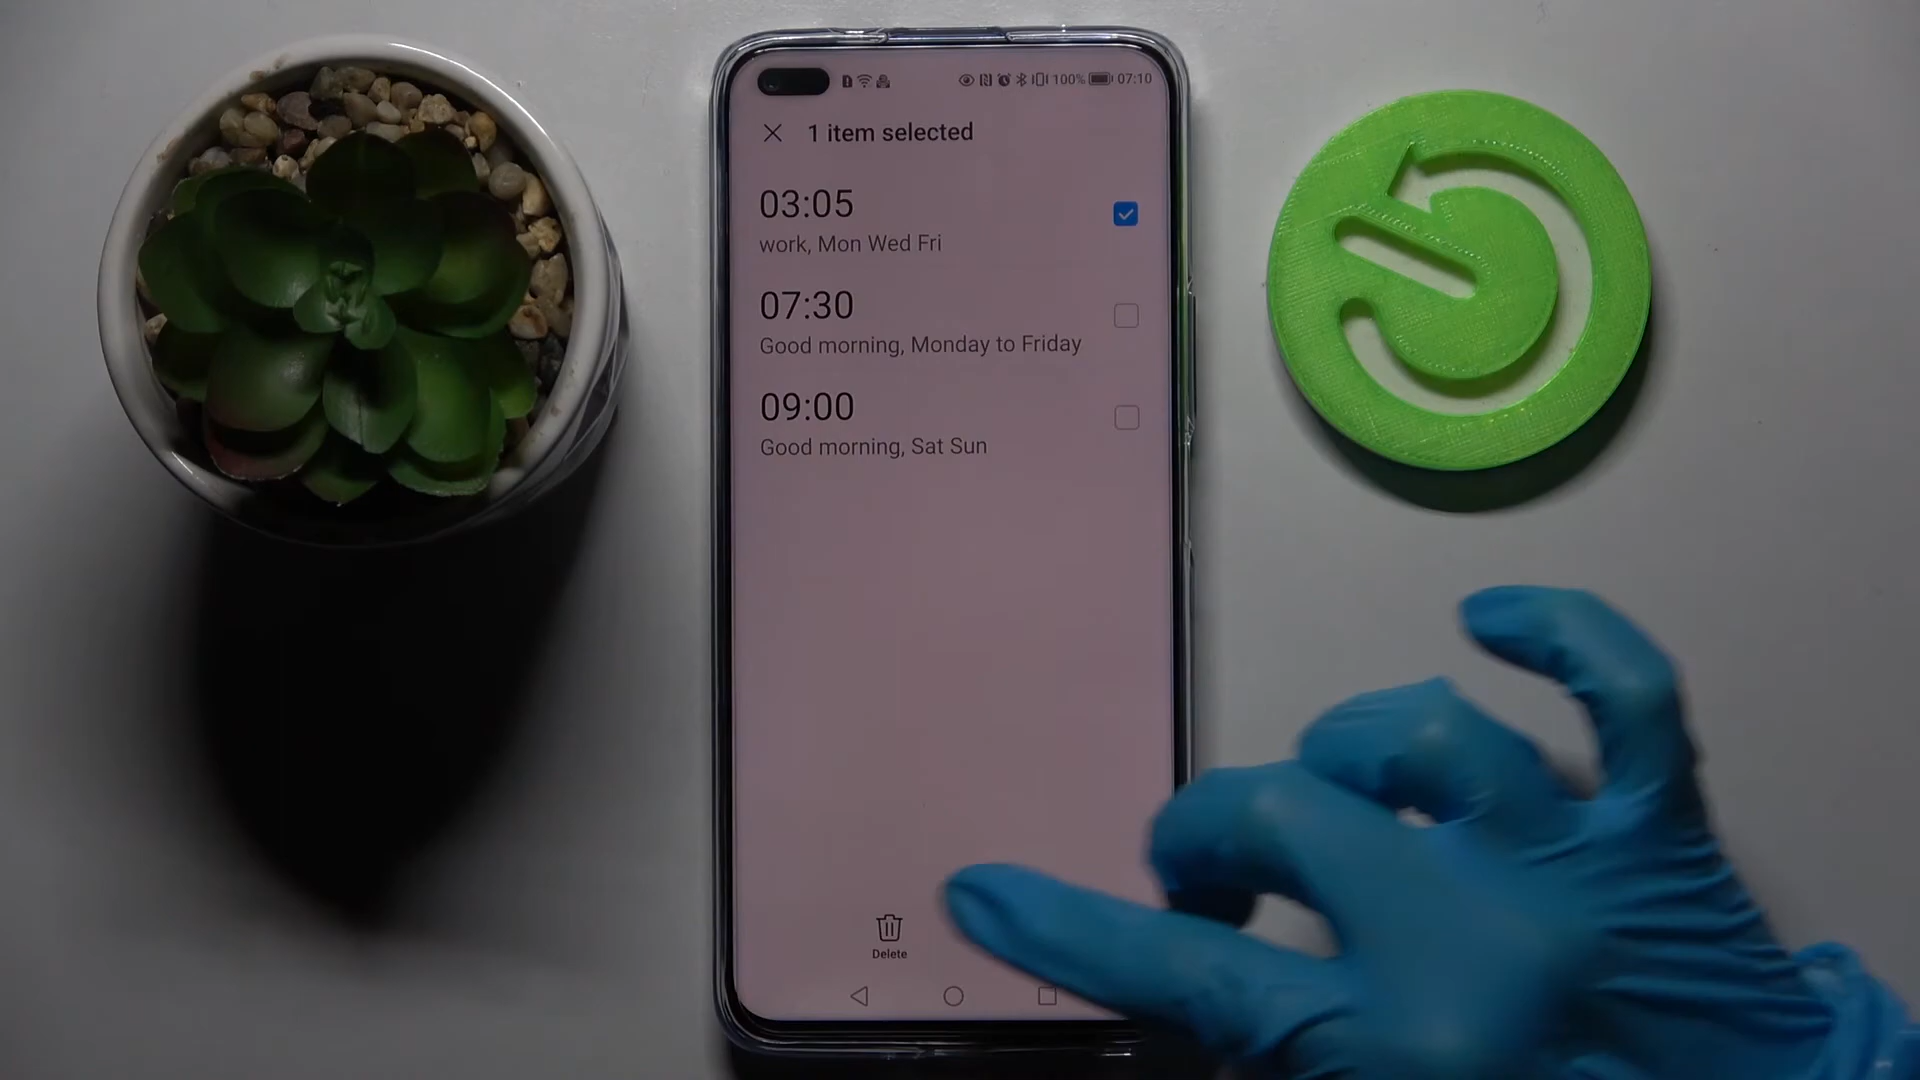 100% 07:10
1 item selected
03:05
work, Mon Wed Fri
07:30
Good morning, Monday to Friday
09:00
Good morning, Sat Sun
Delete